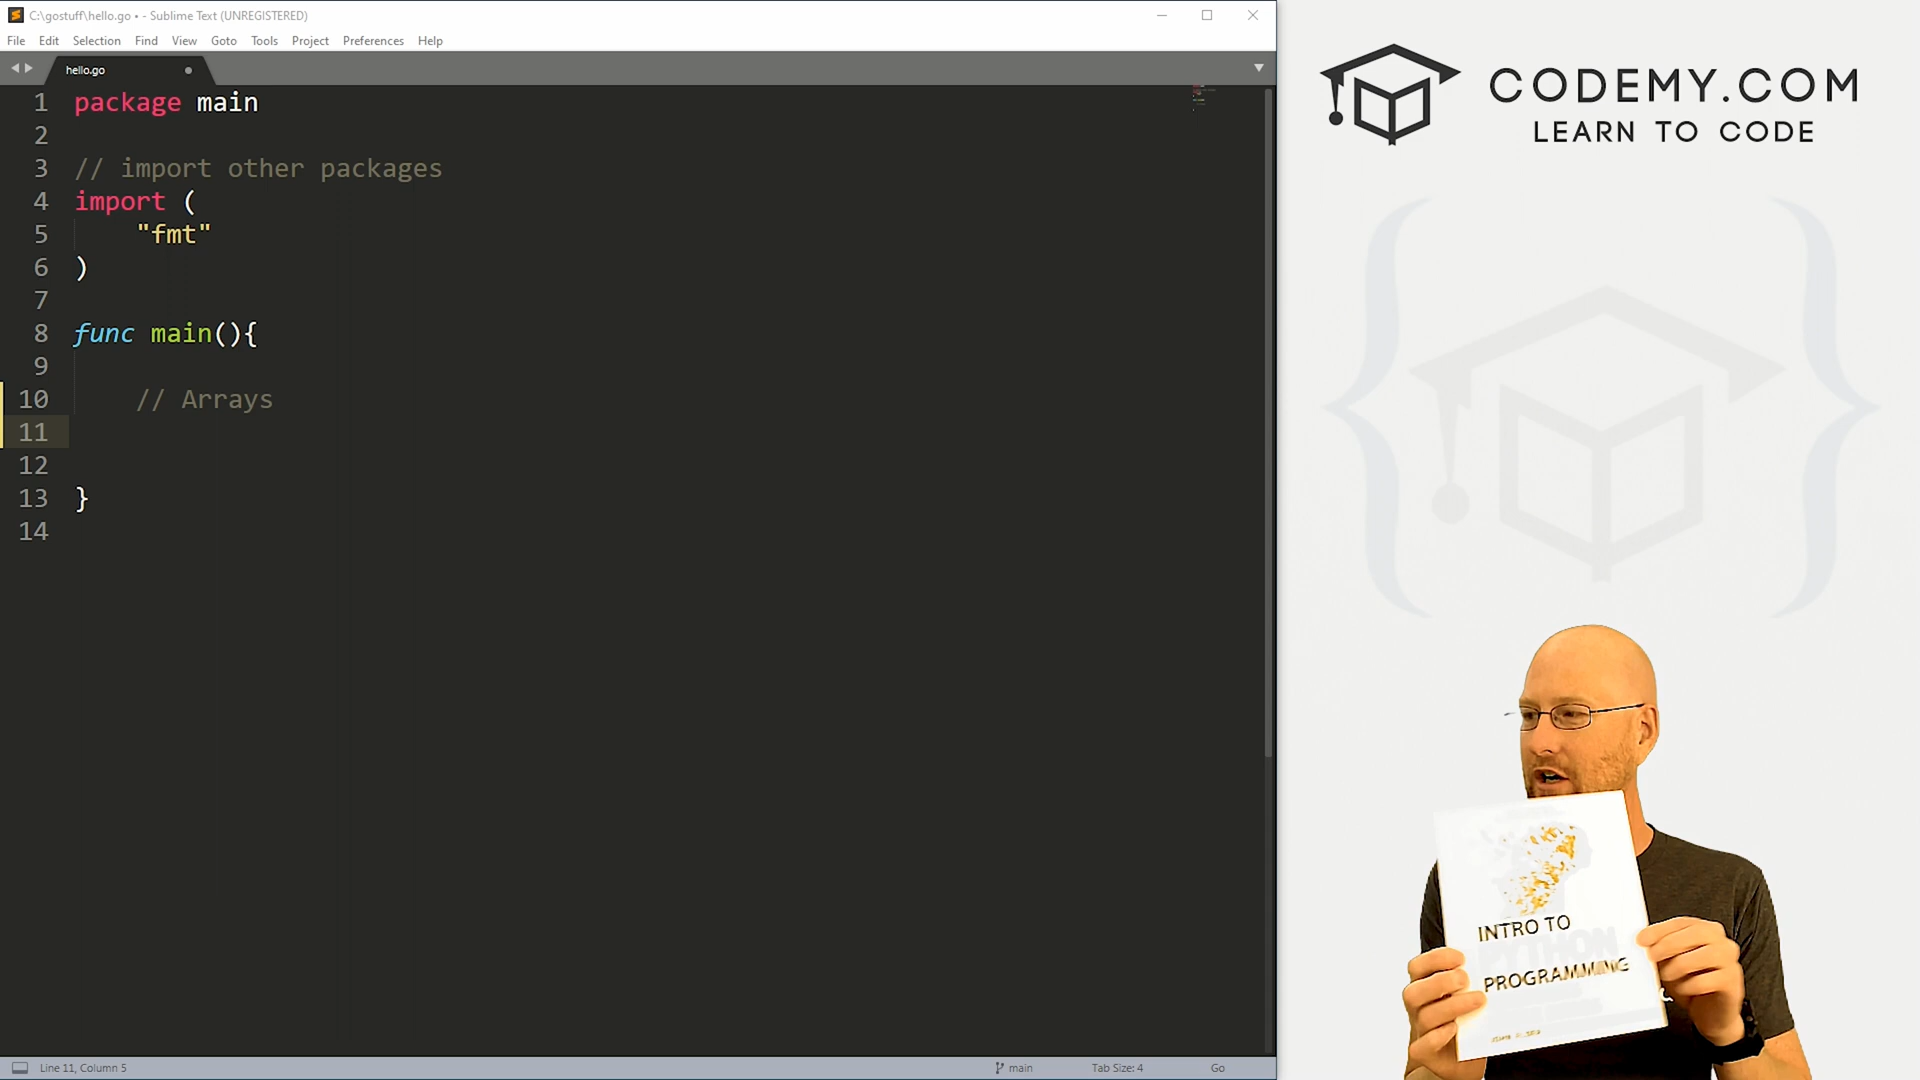 C:\gostuff\hello.go • - Sublime Text (UNREGISTERED)
File Edit Selection Find View Goto Tools Project Preferences Help
hello.go
1 package main
2
3 // import other packages
4 import (
5 "fmt"
6 )
7
8 func main(){
9
10 // Arrays
11
12
13 }
14
Line 11, Column 5
main
Tab Size: 4
Go
CODEMY.COM
LEARN TO CODE
INTRO TO
PYTHON
PROGRAMMING